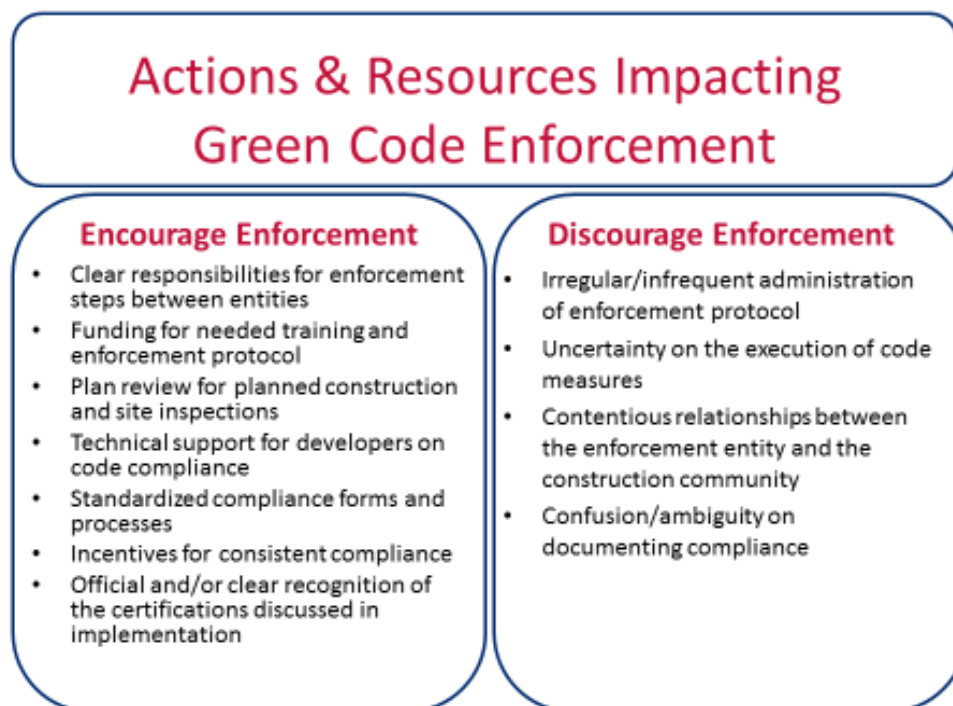 Actions & Resources Impacting
Green Code Enforcement
Encourage Enforcement
• Clear responsibilities for enforcement
steps between entities
• Funding for needed training and
enforcement protocol
• Plan review for planned construction
and site inspections
• Technical support for developers on
code compliance
• Standardized compliance forms and
processes
• Incentives for consistent compliance
• Official and/or clear recognition of
the certifications discussed in
implementation
Discourage Enforcement
• Irregular/infrequent administration
of enforcement protocol
• Uncertainty on the execution of code
measures
• Contentious relationships between
the enforcement entity and the
construction community
• Confusion/ambiguity on
documenting compliance